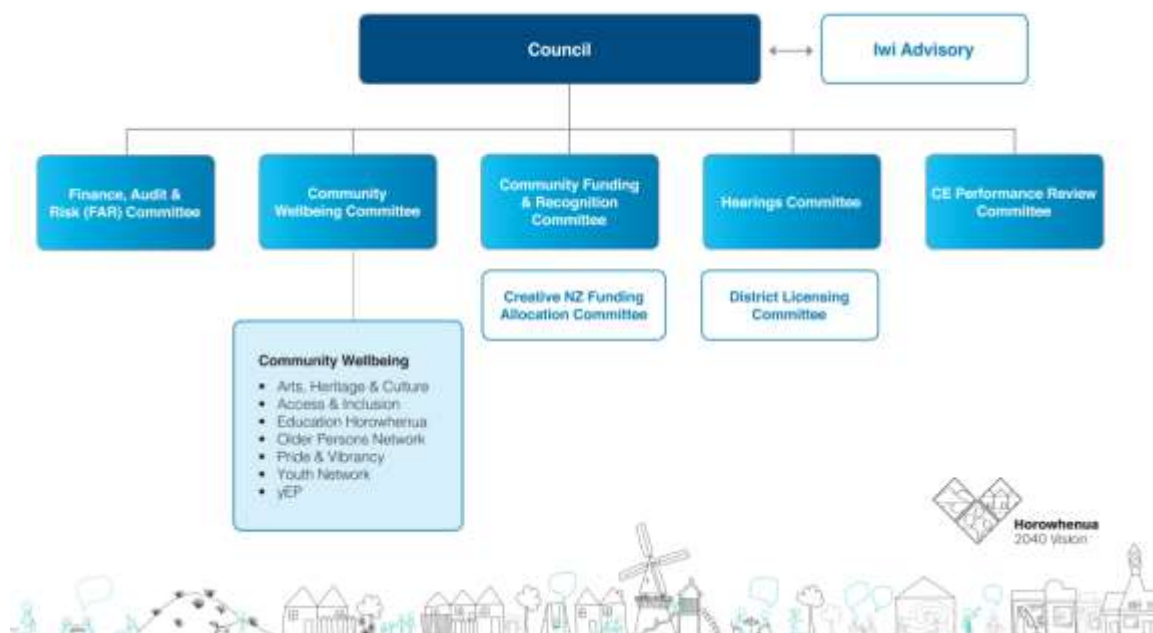 Council
Iwi Advisory
Finance, Audit &
Risk (FAR) Committee
Community
Wellbeing Committee
Community Funding
& Recognition
Committee
Hearings Committee
CE Performance Review
Committee
Creative NZ Funding
Allocation Committee
District Licensing
Committee
Community Wellbeing
• Arts, Heritage & Culture
• Access & Inclusion
• Education Horowhenua
• Older Persons Network
• Pride & Vibrancy
• Youth Network
• yEP
Horowhenua
2040 Vision